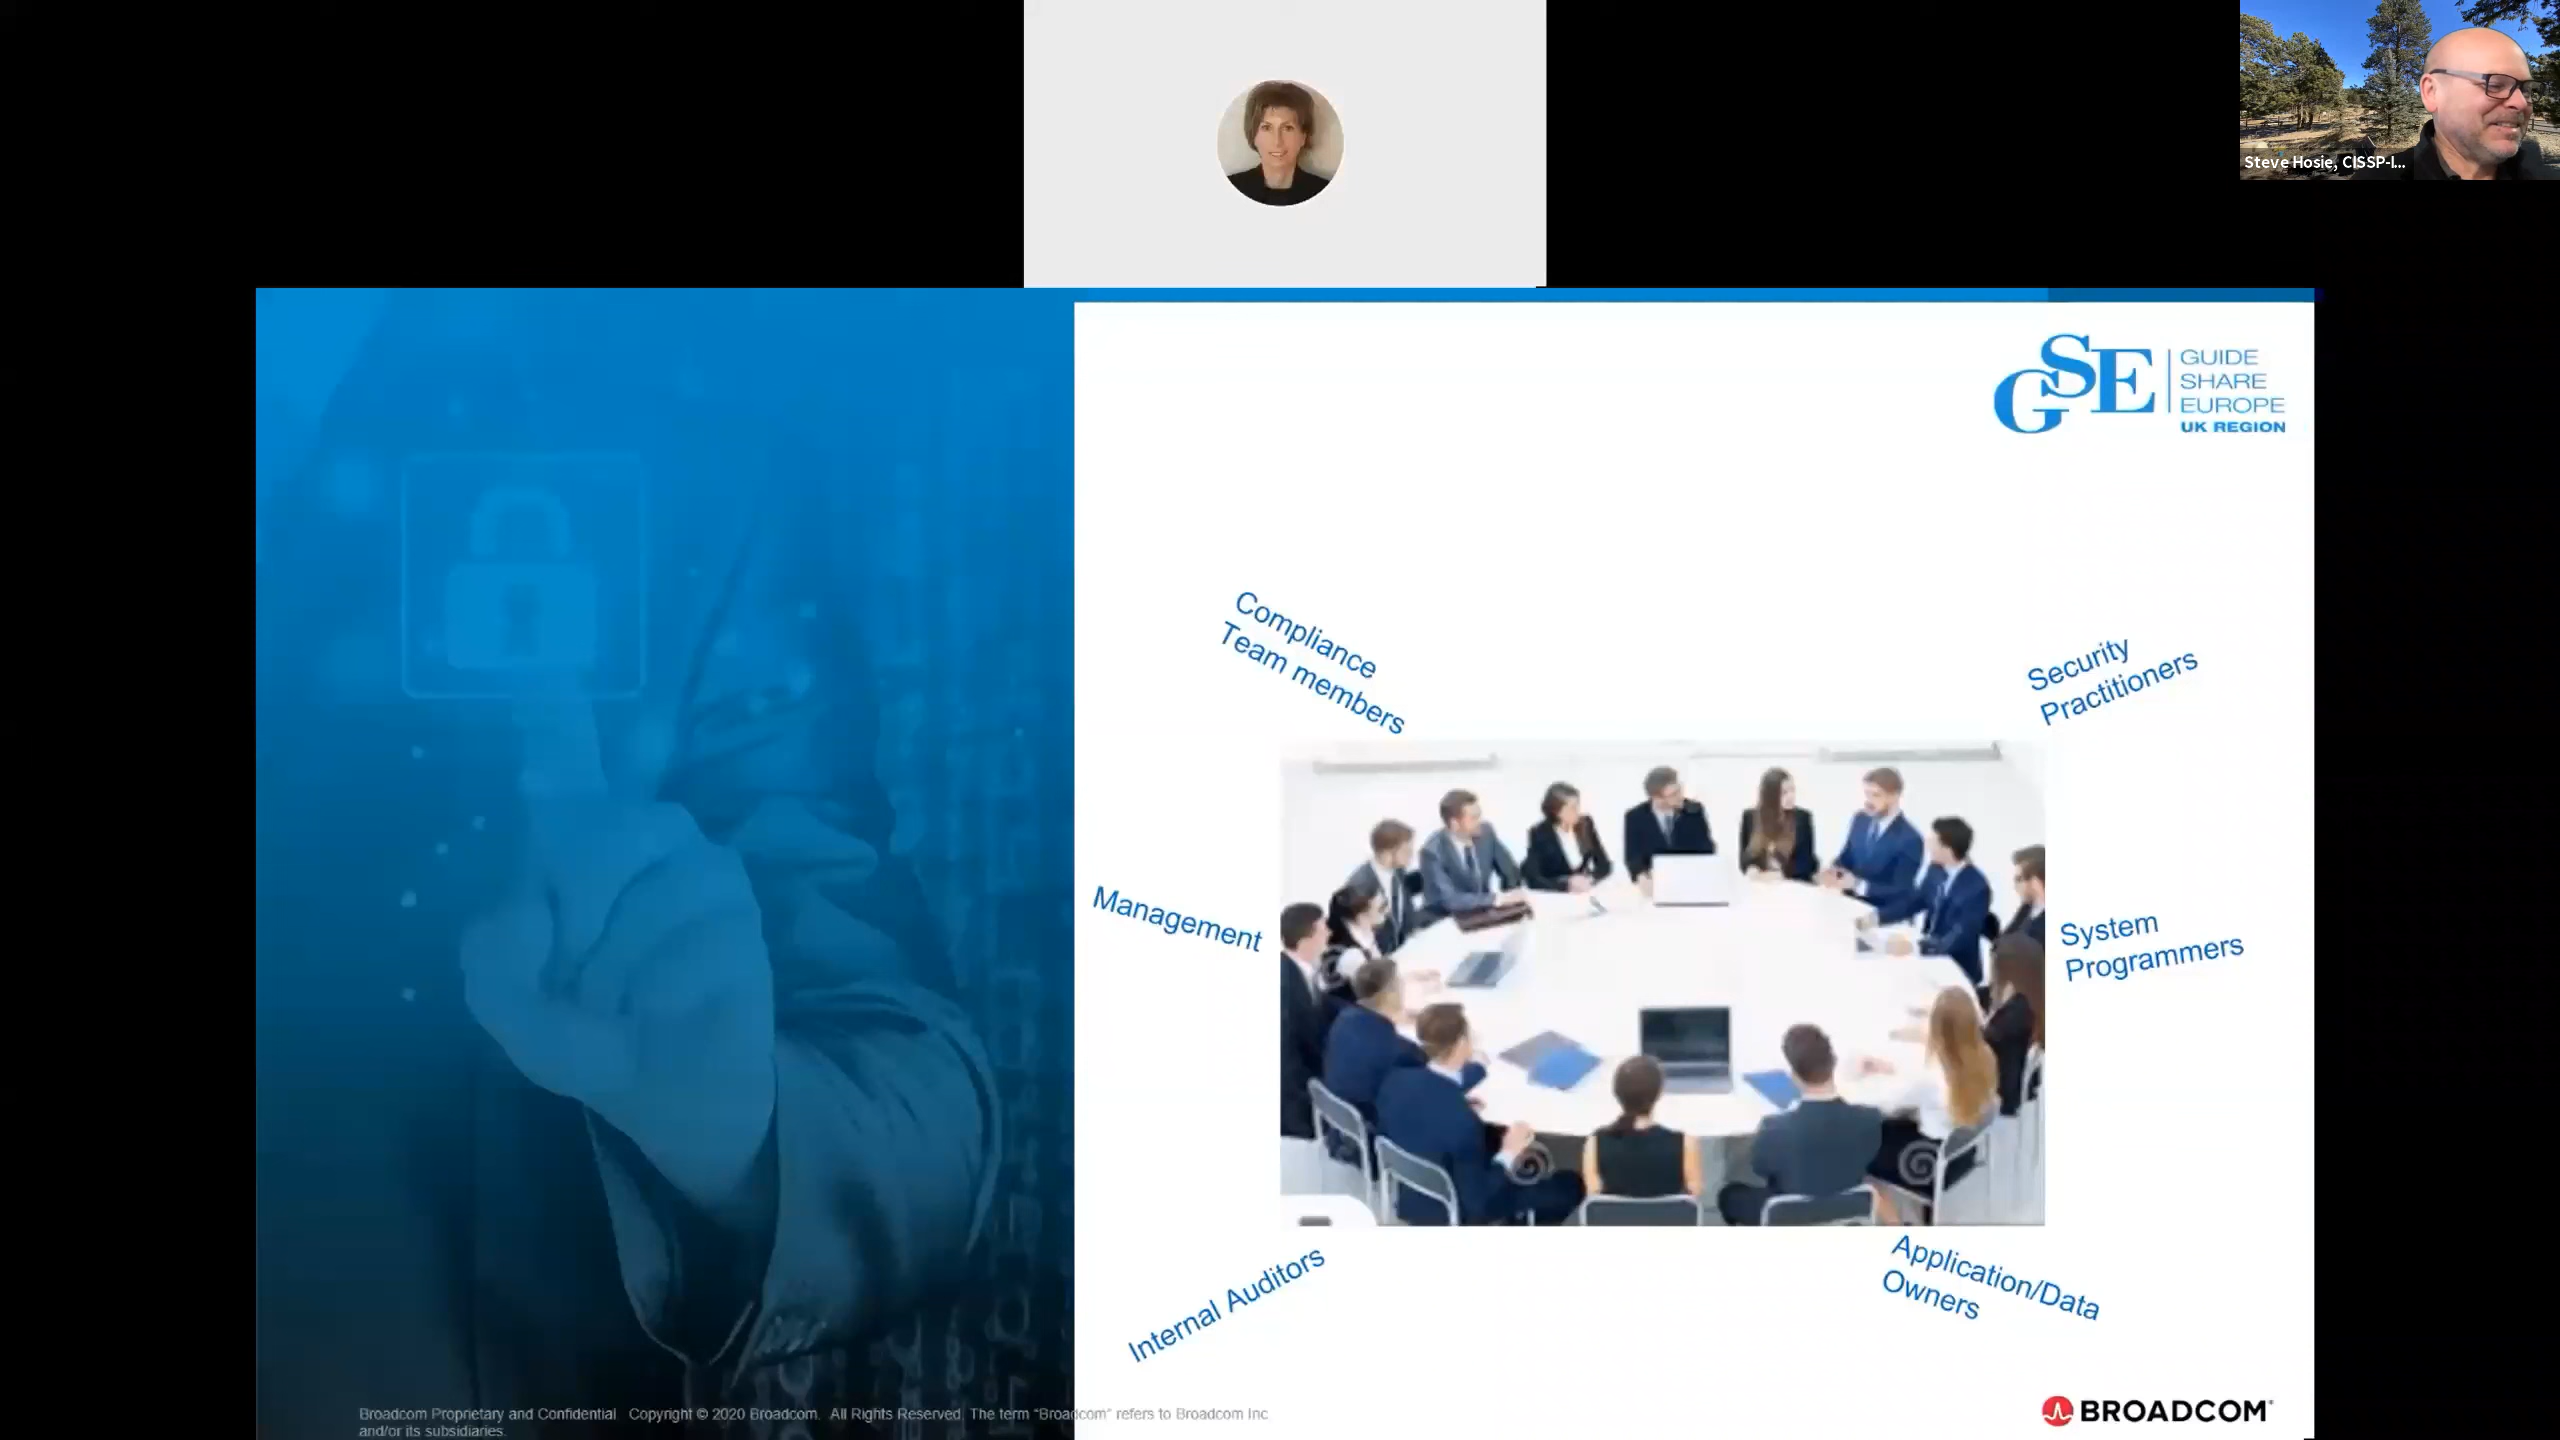 Steve Hosie, CISSP-I...
GSE
GUIDE
SHARE
EUROPE
UK REGION
Compliance
Team members
Security
Practitioners
Management
System
Programmers
Internal Auditors
Application/Data
Owners
Broadcom Proprietary and Confidential  Copyright © 2020 Broadcom.  All Rights Reserved. The term “Broadcom” refers to Broadcom Inc
and/or its subsidiaries.
BROADCOM